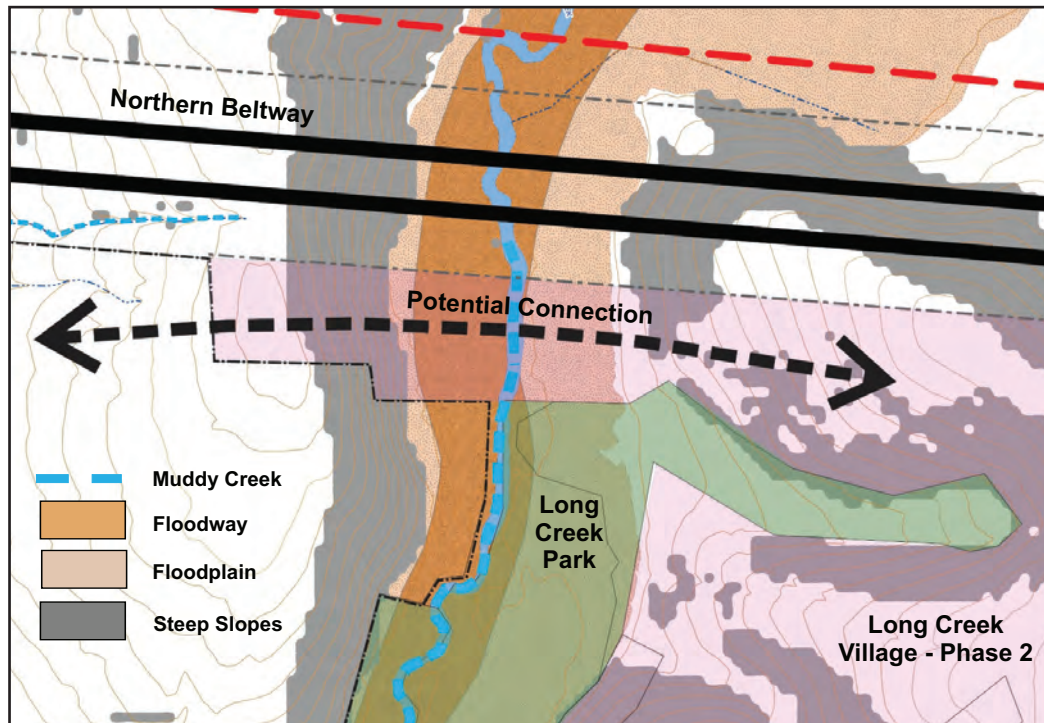 Northern Beltway
Potential Connection
Muddy Creek
Floodway
Floodplain
Steep Slopes
Long
Creek
Park
Long Creek
Village - Phase 2